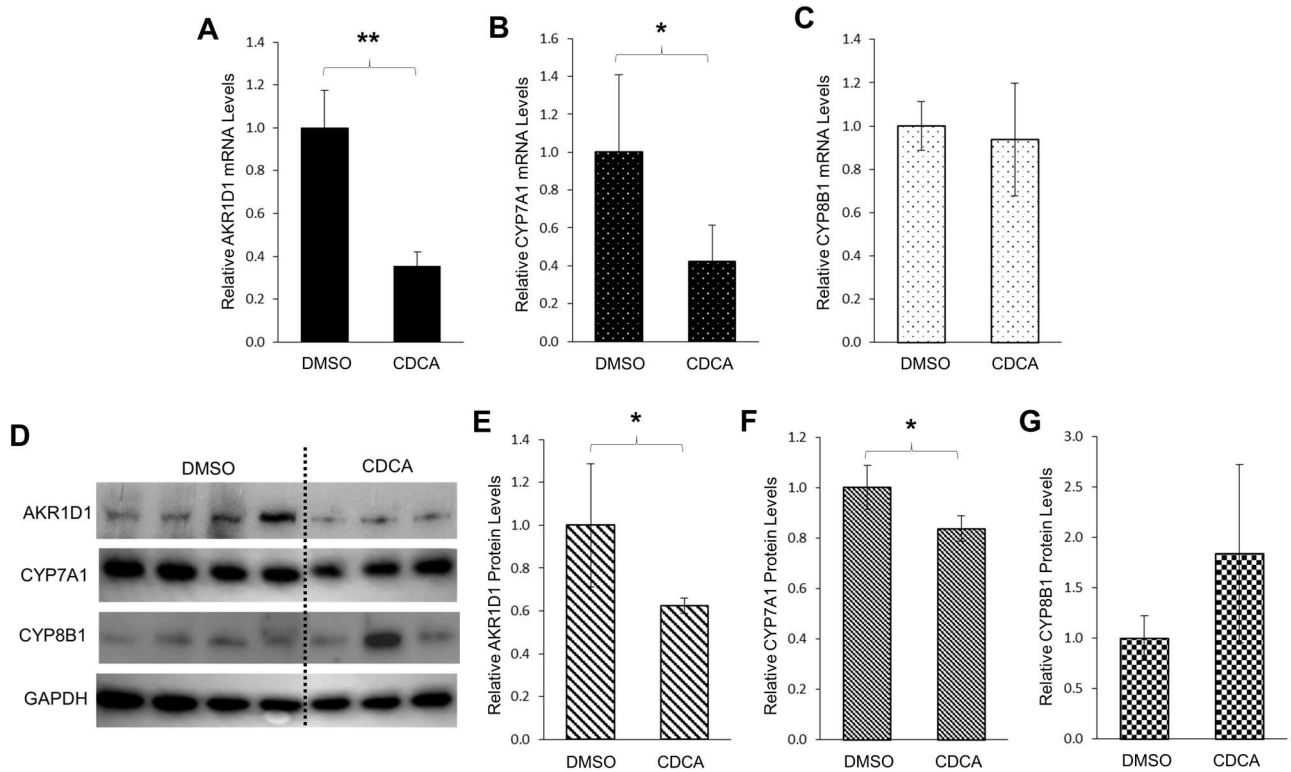 A
Relative AKR1D1 mRNA Levels
1.4
1.2
1.0
0.8
0.6
0.4
0.2
0.0
**
DMSO CDCA
B
Relative CYP7A1 mRNA Levels
1.6
1.4
1.2
1.0
0.8
0.6
0.4
0.2
0.0
*
DMSO CDCA
C
Relative CYP8B1 mRNA Levels
1.4
1.2
1.0
0.8
0.6
0.4
0.2
0.0
DMSO CDCA
D
DMSO CDCA
AKR1D1
CYP7A1
CYP8B1
GAPDH
E
Relative AKR1D1 Protein Levels
1.4
1.2
1.0
0.8
0.6
0.4
0.2
0.0
*
DMSO CDCA
F
Relative CYP7A1 Protein Levels
1.2
1.0
0.8
0.6
0.4
0.2
0.0
*
DMSO CDCA
G
Relative CYP8B1 Protein Levels
3.0
2.5
2.0
1.5
1.0
0.5
0.0
DMSO CDCA